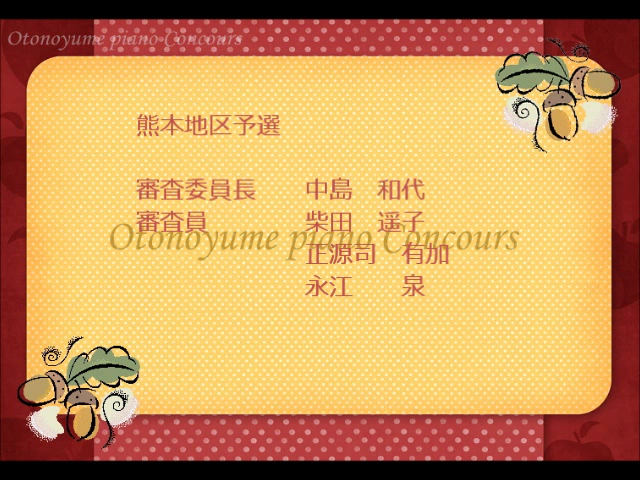 Otonoyume piano Concours
熊本地区予選
審査委員長 中島 和代
審査員 柴田 遥子
Otonoyume piano Concours
正源司 有加
永江 泉